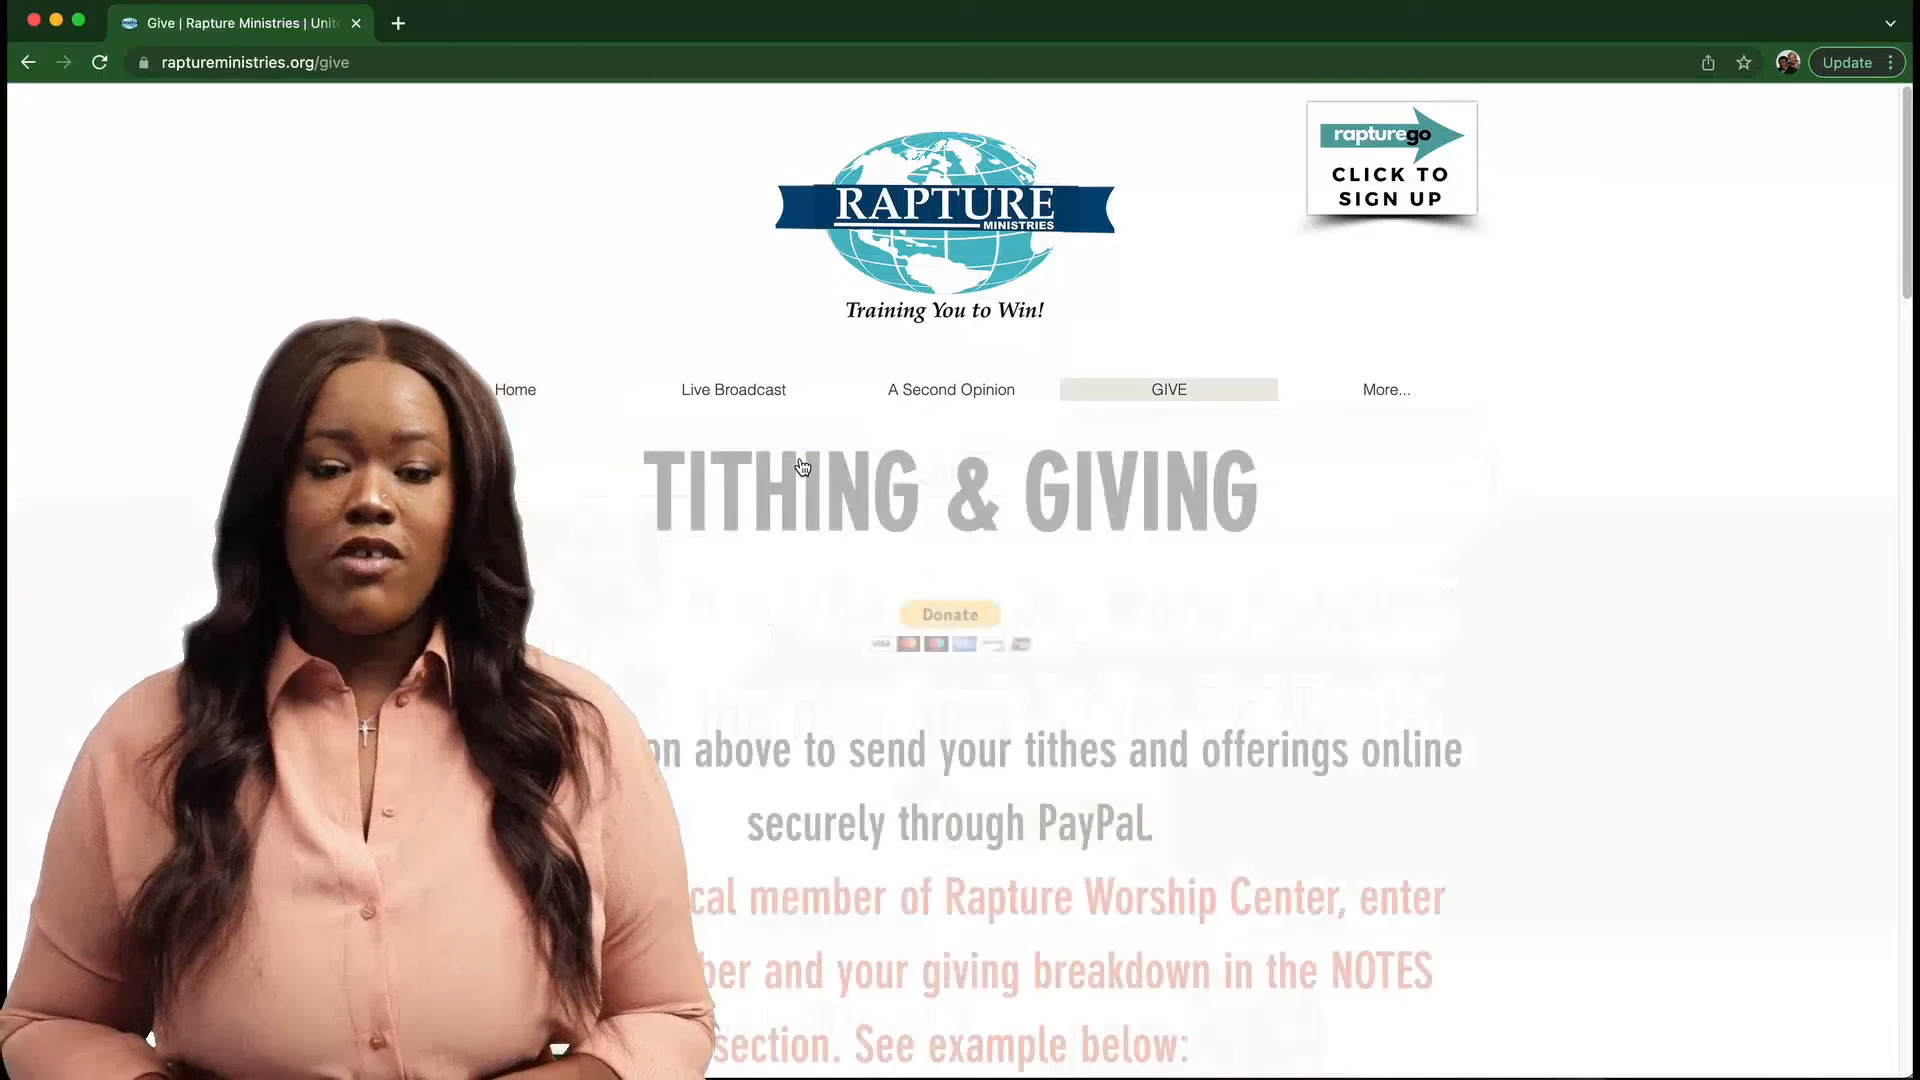 Give | Rapture Ministries | Unit
raptureministries.org/give
Update
rapturego
CLICK TO
SIGN UP
RAPTURE
MINISTRIES
Training You to Win!
Home
Live Broadcast
A Second Opinion
GIVE
More...
TITHING & GIVING
Donate
VISA
on above to send your tithes and offerings online
securely through PayPal.
cal member of Rapture Worship Center, enter
ber and your giving breakdown in the NOTES
section. See example below: